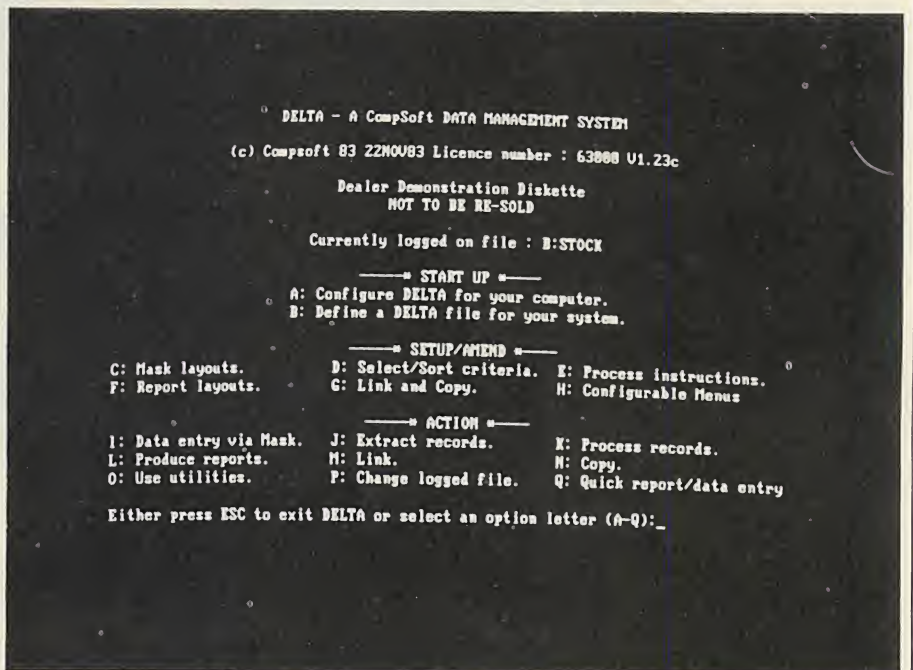 DELTA - A CompSoft DATA MANAGEMENT SYSTEM
(c) Compsoft 83 22NOV83 Licence number : 63000 V1.23c
Dealer Demonstration Diskette
NOT TO BE RE-SOLD
Currently logged on file : B:STOCK
START UP
A: Configure DELTA for your computer.
B: Define a DELTA file for your system.
SETUP/AMEND
C: Mask layouts. D: Select/Sort criteria. E: Process instructions.
F: Report layouts. G: Link and Copy. H: Configurable Menus
ACTION
I: Data entry via Mask. J: Extract records. K: Process records.
L: Produce reports. M: Link. N: Copy.
O: Use utilities. P: Change logged file. Q: Quick report/data entry
Either press ESC to exit DELTA or select an option letter (A-Q):_